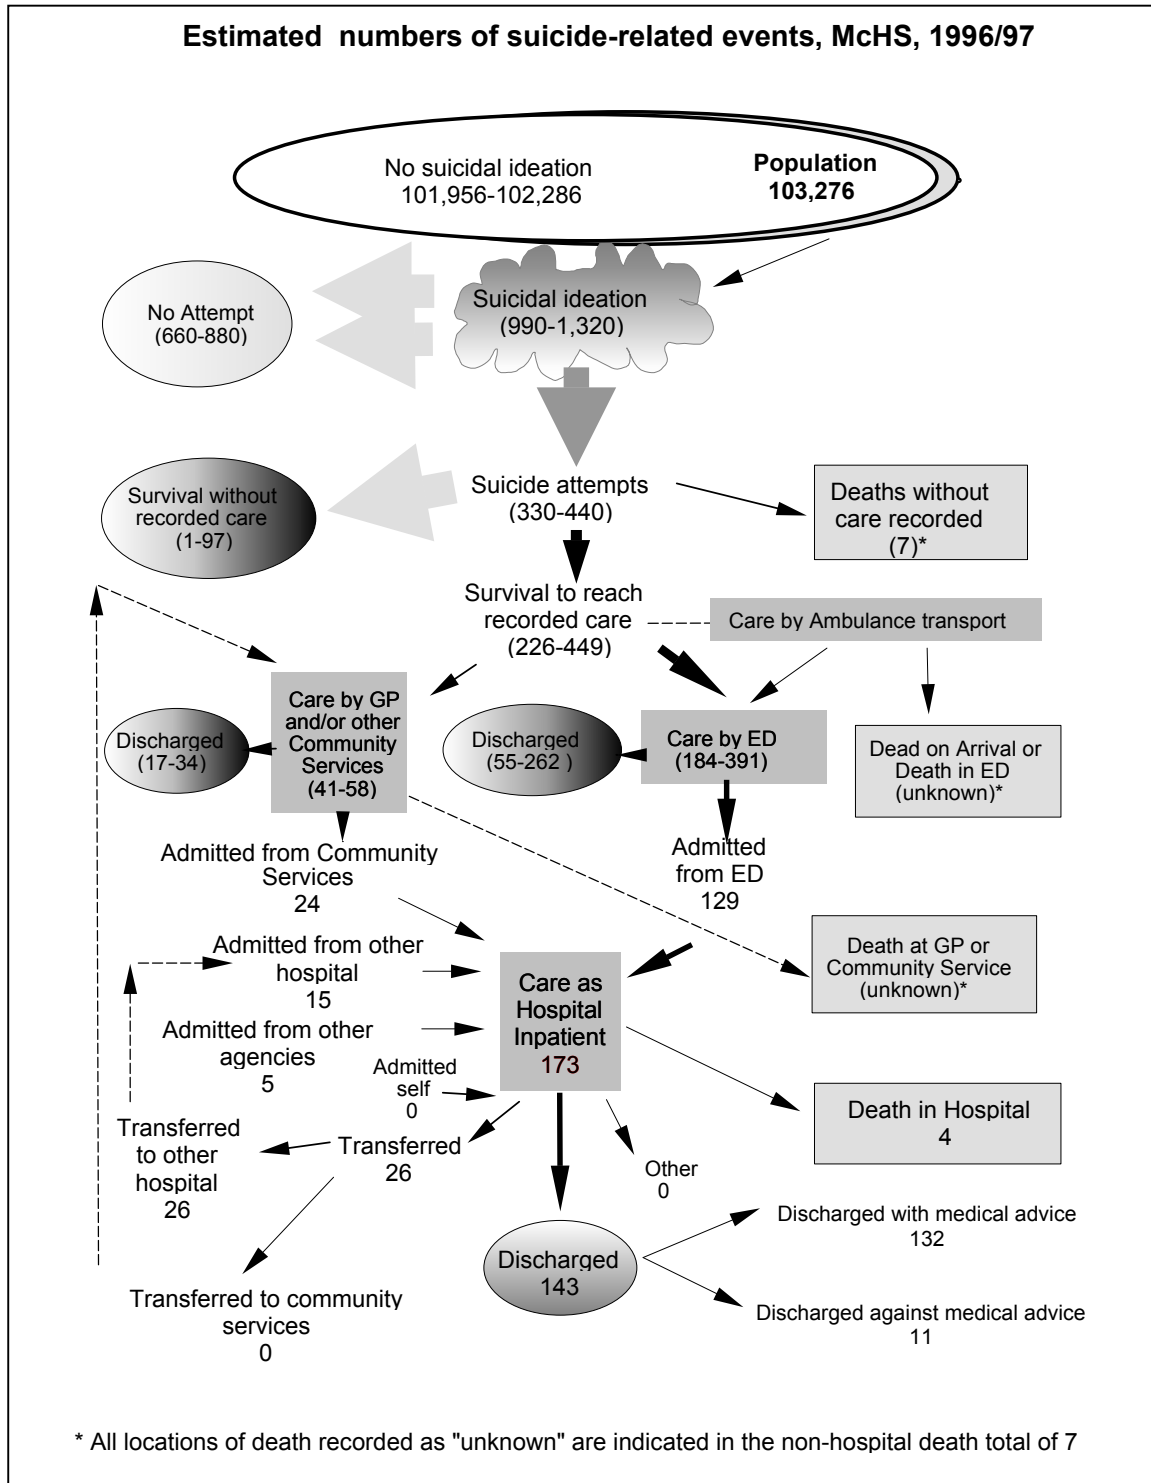 Estimated numbers of suicide-related events, McHS, 1996/97
No suicidal ideation
101,956-102,286
Population
103,276
Suicidal ideation
(990-1,320)
No Attempt
(660-880)
Suicide attempts
(330-440)
Survival without
recorded care
(1-97)
Deaths without
care recorded
(7)*
Survival to reach
recorded care
(226-449)
Care by Ambulance transport
Care by GP
and/or other
Community
Services
(41-58)
Discharged
(17-34)
Discharged
(55-262 )
Care by ED
(184-391)
Dead on Arrival or
Death in ED
(unknown)*
Admitted from Community
Services
24
Admitted
from ED
129
Admitted from other
hospital
15
Care as
Hospital
Inpatient
173
Death at GP or
Community Service
(unknown)*
Admitted from other
agencies
5
Admitted
self
0
Death in Hospital
4
Transferred
to other
hospital
26
Transferred
26
Other
0
Discharged
143
Discharged with medical advice
132
Transferred to community
services
0
Discharged against medical advice
11
* All locations of death recorded as "unknown" are indicated in the non-hospital death total of 7